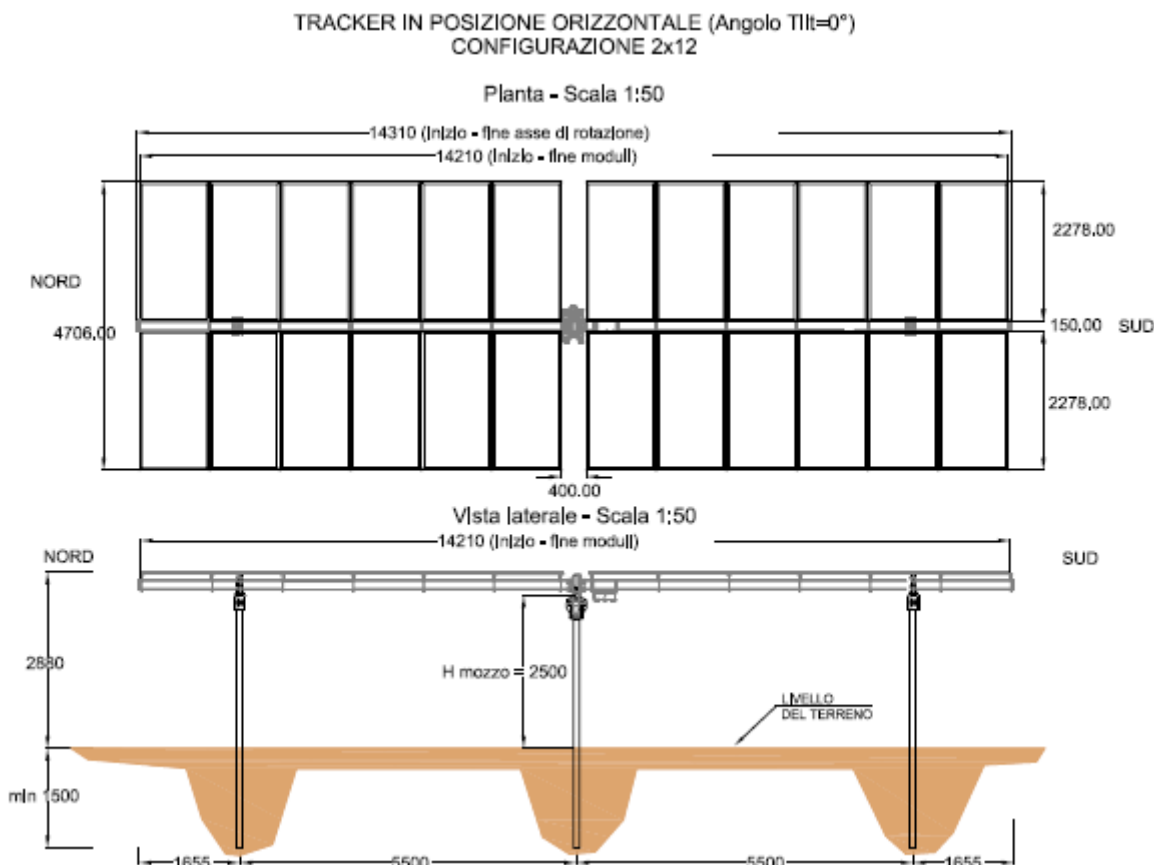 TRACKER IN POSIZIONE ORIZZONTALE (Angolo Tilt=0°)
CONFIGURAZIONE 2x12
Planta - Scala 1:50
14310 (inizio - fine asse di rotazione)
14210 (inizio - fine moduli)
2278.00
NORD
4706.00
150.00 SUD
2278.00
400.00
Vista laterale - Scala 1:50
14210 (inizio - fine moduli)
NORD
SUD
2880
H mozzo = 2500
LIVELLO
DEL TERRENO
min 1500
1655
5500
5500
1655